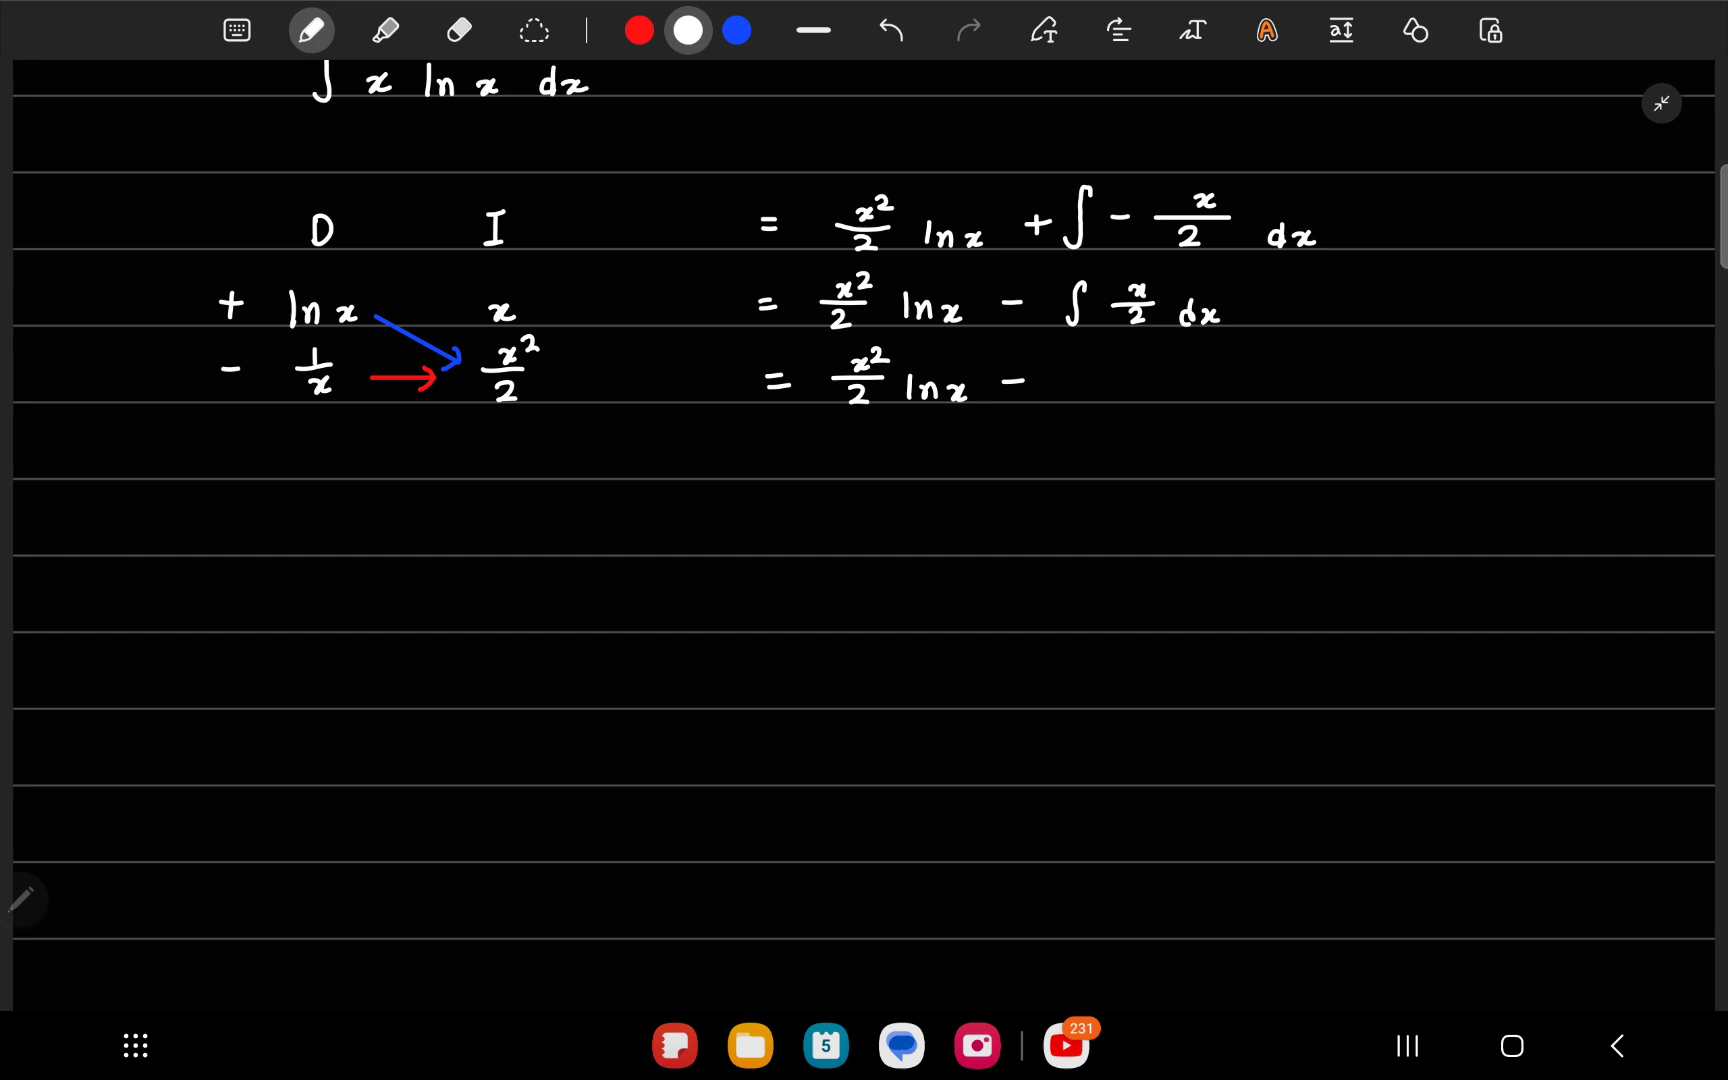 ∫ x ln x dx
D I
+ ln x x
- 1/x x²/2
= x²/2 ln x + ∫ - x/2 dx
= x²/2 ln x - ∫ x/2 dx
= x²/2 ln x -
5
231